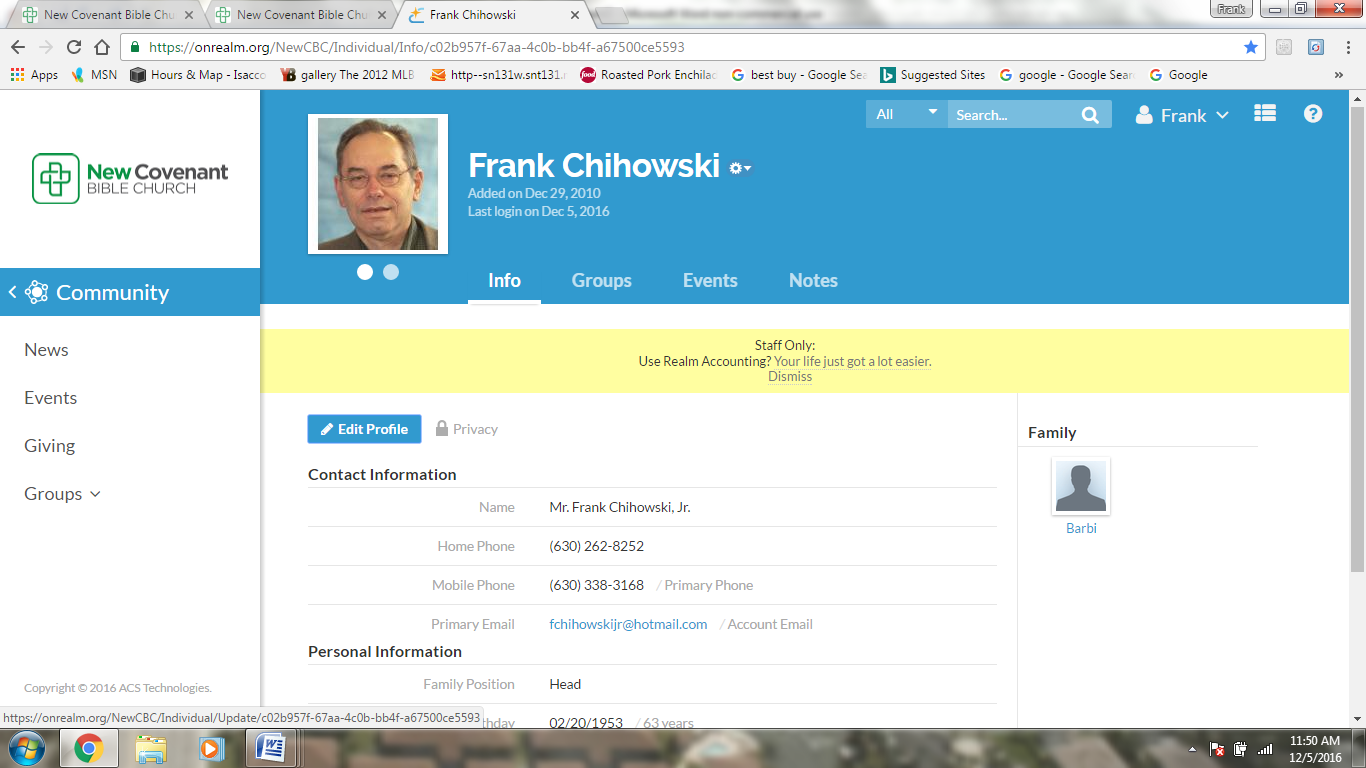 New Covenant Bible Chu
New Covenant Bible Chu
Frank Chihowski
Frank
https://onrealm.org/NewCBC/Individual/Info/c02b957f-67aa-4c0b-bb4f-a67500ce5593
Apps
MSN
Hours & Map - Isacco
gallery The 2012 MLB
http--sn131w.snt131.
Roasted Pork Enchilad
best buy - Google Sea
Suggested Sites
google - Google Sear
Google
»
New Covenant
BIBLE CHURCH
All
Search...
Frank
Frank Chihowski
Added on Dec 29, 2010
Last login on Dec 5, 2016
Info Groups Events Notes
Community
News
Events
Giving
Groups
Staff Only:
Use Realm Accounting? Your life just got a lot easier.
Dismiss
Edit Profile
Privacy
Contact Information
Name Mr. Frank Chihowski, Jr.
Home Phone (630) 262-8252
Mobile Phone (630) 338-3168 / Primary Phone
Primary Email fchihowskijr@hotmail.com / Account Email
Personal Information
Family Position Head
thday 02/20/1953 / 63 years
Family
Barbi
Copyright © 2016 ACS Technologies.
https://onrealm.org/NewCBC/Individual/Update/c02b957f-67aa-4c0b-bb4f-a67500ce5593
11:50 AM
12/5/2016